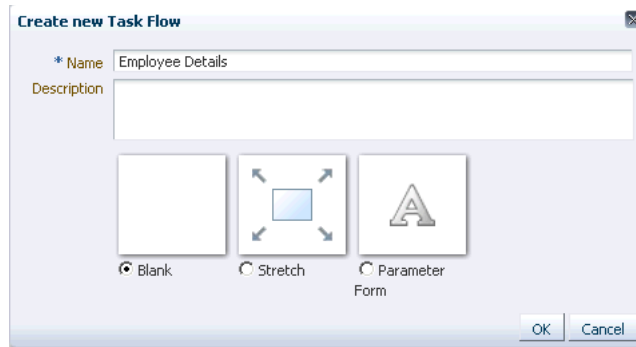 Create new Task Flow
* Name Employee Details
Description
A
Blank Stretch Parameter
Form
OK Cancel